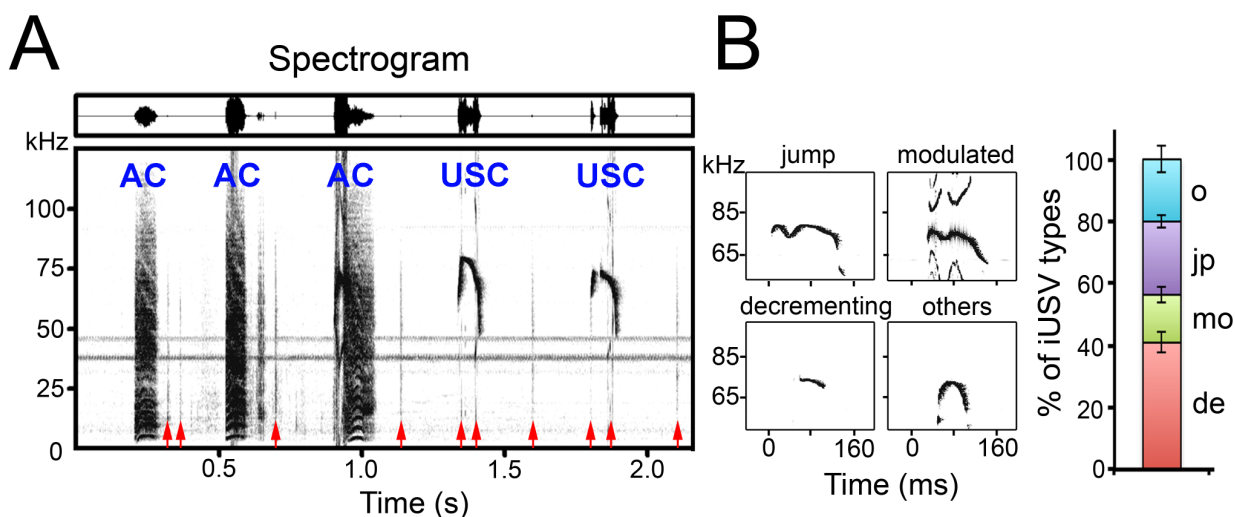 A
Spectrogram
kHz
AC AC AC USC USC
100
75
50
25
0
0.5 1.0 1.5 2.0
Time (s)
B
kHz
jump modulated
85
65
decrementing others
85
65
0 160 0 160
Time (ms)
% of iUSV types
100
80
60
40
20
0
o
jp
mo
de